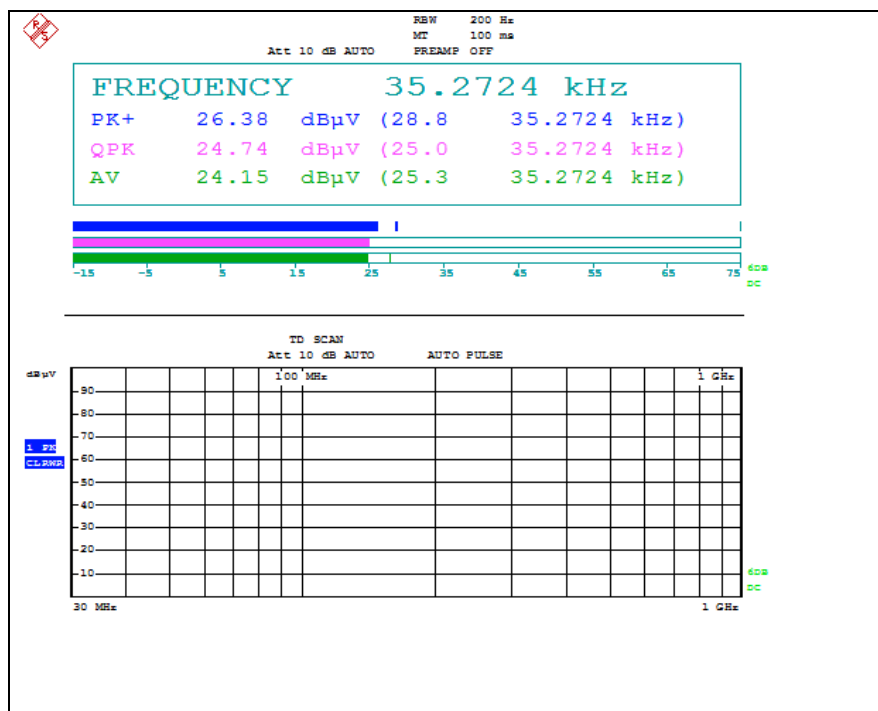 R S
RBW 200 Hz
MT 100 ms
Att 10 dB AUTO PREAMP OFF
FREQUENCY 35.2724 kHz
PK+ 26.38 dBµV (28.8 35.2724 kHz)
QPK 24.74 dBµV (25.0 35.2724 kHz)
AV 24.15 dBµV (25.3 35.2724 kHz)
-15 -5 5 15 25 35 45 55 65 75
6DB
DC
TD SCAN
Att 10 dB AUTO AUTO PULSE
dBµV
100 MHz 1 GHz
90
80
70
1 PK
60
CLRWR
50
40
30
20
10
6DB
DC
30 MHz 1 GHz